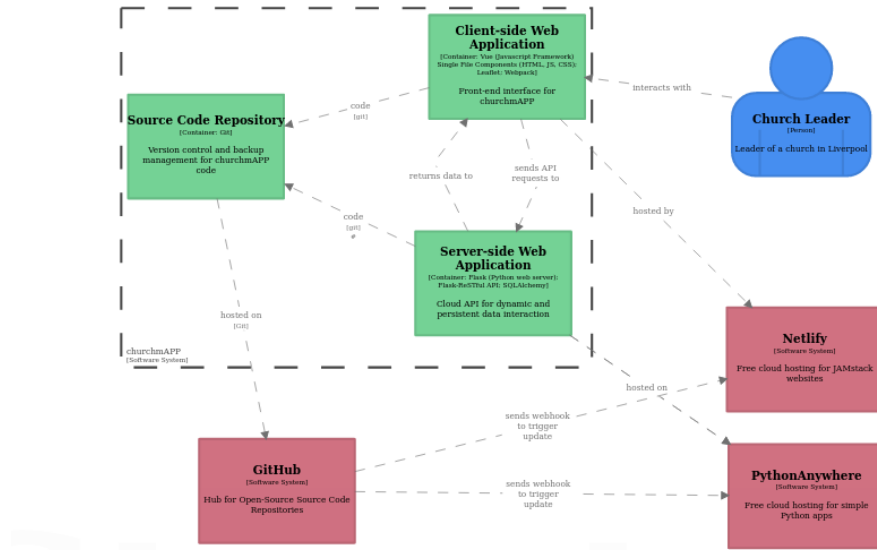 Client-side Web
Application
[Container: Vue (Javascript Framework)
Single File Components (HTML, JS, CSS);
Leaflet; Webpack]
Front-end interface for
churchmAPP
interacts with
Church Leader
[Person]
Leader of a church in Liverpool
Source Code Repository
[Container: Git]
Version control and backup
management for churchmAPP
code
code
[git]
returns data to
sends API
requests to
hosted by
code
[git]
#
Server-side Web
Application
[Container: Flask (Python web server);
Flask-ReSTful API; SQLAlchemy]
Cloud API for dynamic and
persistent data interaction
hosted on
[Git]
churchmAPP
[Software System]
Netlify
[Software System]
Free cloud hosting for JAMstack
websites
hosted on
sends webhook
to trigger
update
GitHub
[Software System]
Hub for Open-Source Source Code
Repositories
sends webhook
to trigger
update
PythonAnywhere
[Software System]
Free cloud hosting for simple
Python apps